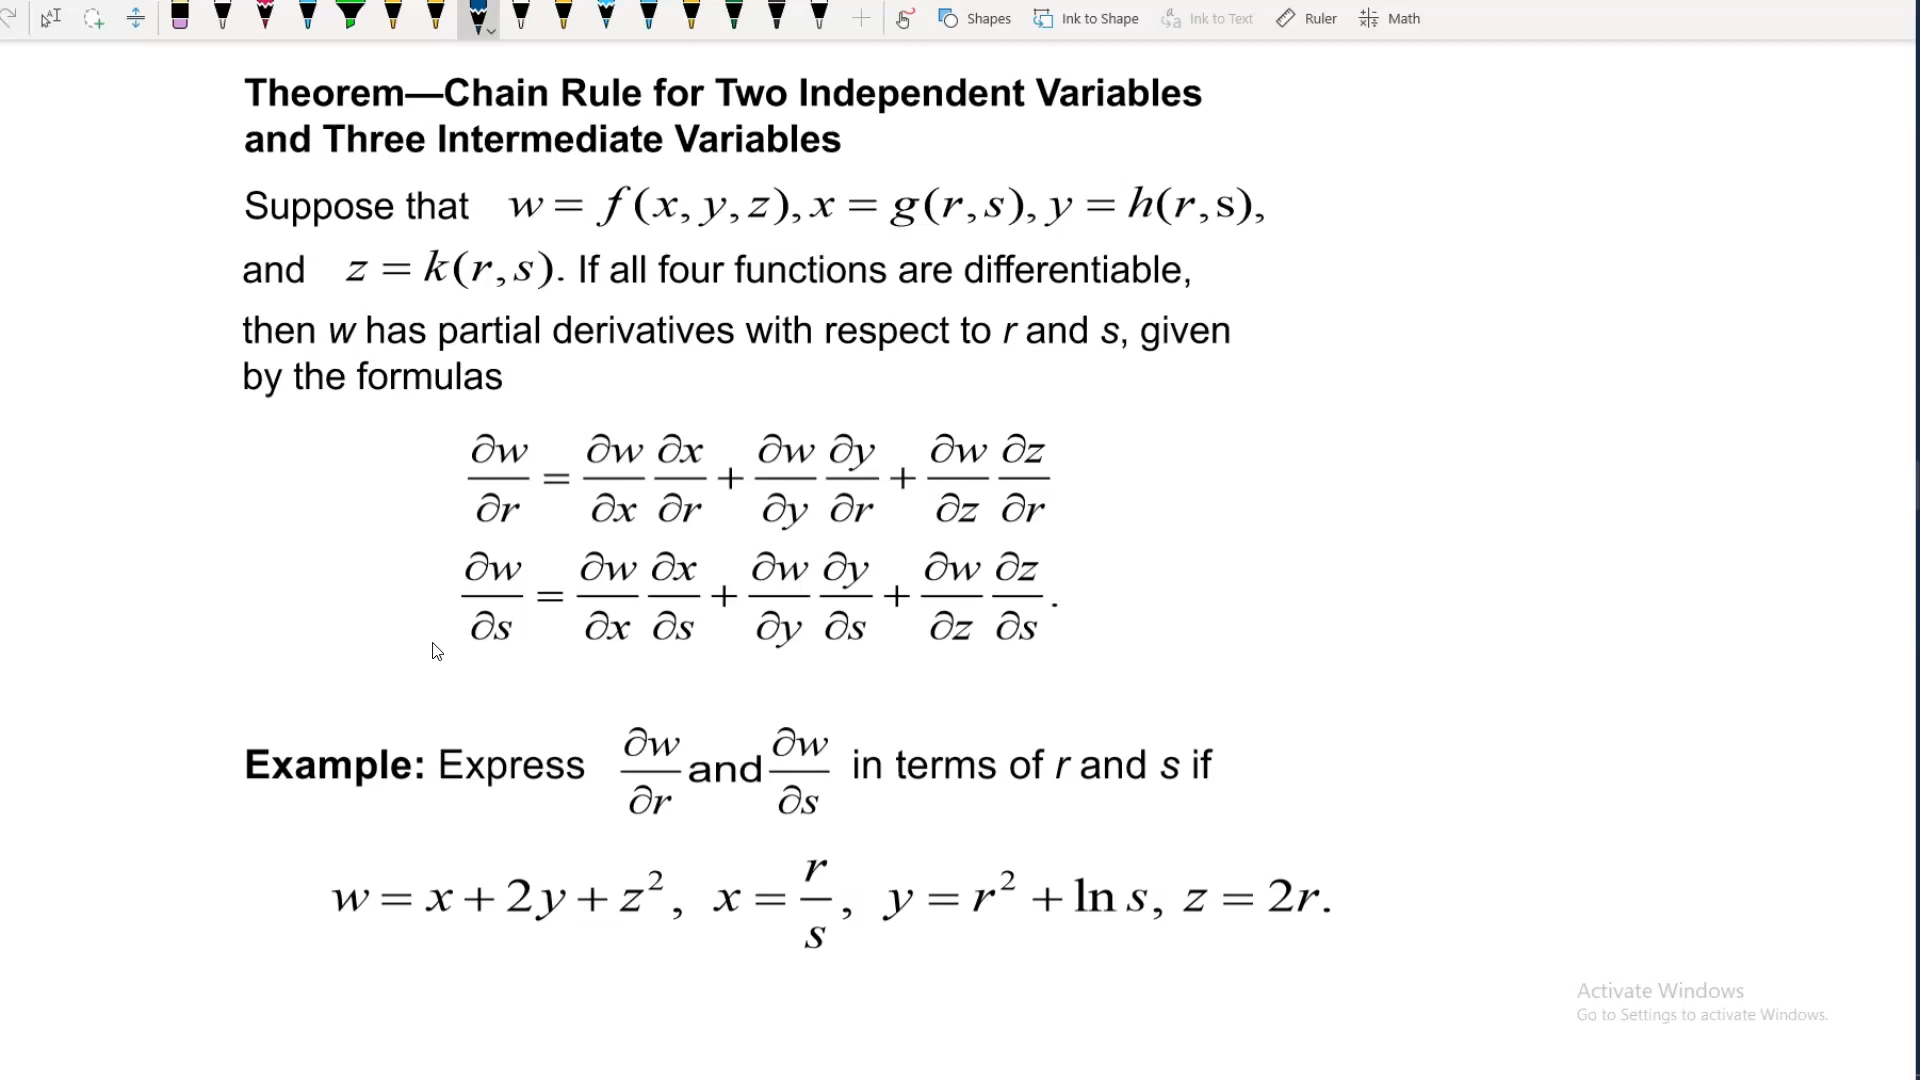 Shapes Ink to Shape Ink to Text Ruler Math
Theorem—Chain Rule for Two Independent Variables
and Three Intermediate Variables
Suppose that w = f(x, y, z), x = g(r, s), y = h(r, s),
and z = k(r, s). If all four functions are differentiable,
then w has partial derivatives with respect to r and s, given
by the formulas
∂w/∂r = ∂w/∂x ∂x/∂r + ∂w/∂y ∂y/∂r + ∂w/∂z ∂z/∂r
∂w/∂s = ∂w/∂x ∂x/∂s + ∂w/∂y ∂y/∂s + ∂w/∂z ∂z/∂s.
Example: Express ∂w/∂r and ∂w/∂s in terms of r and s if
w = x + 2y + z², x = r/s, y = r² + ln s, z = 2r.
Activate Windows
Go to Settings to activate Windows.